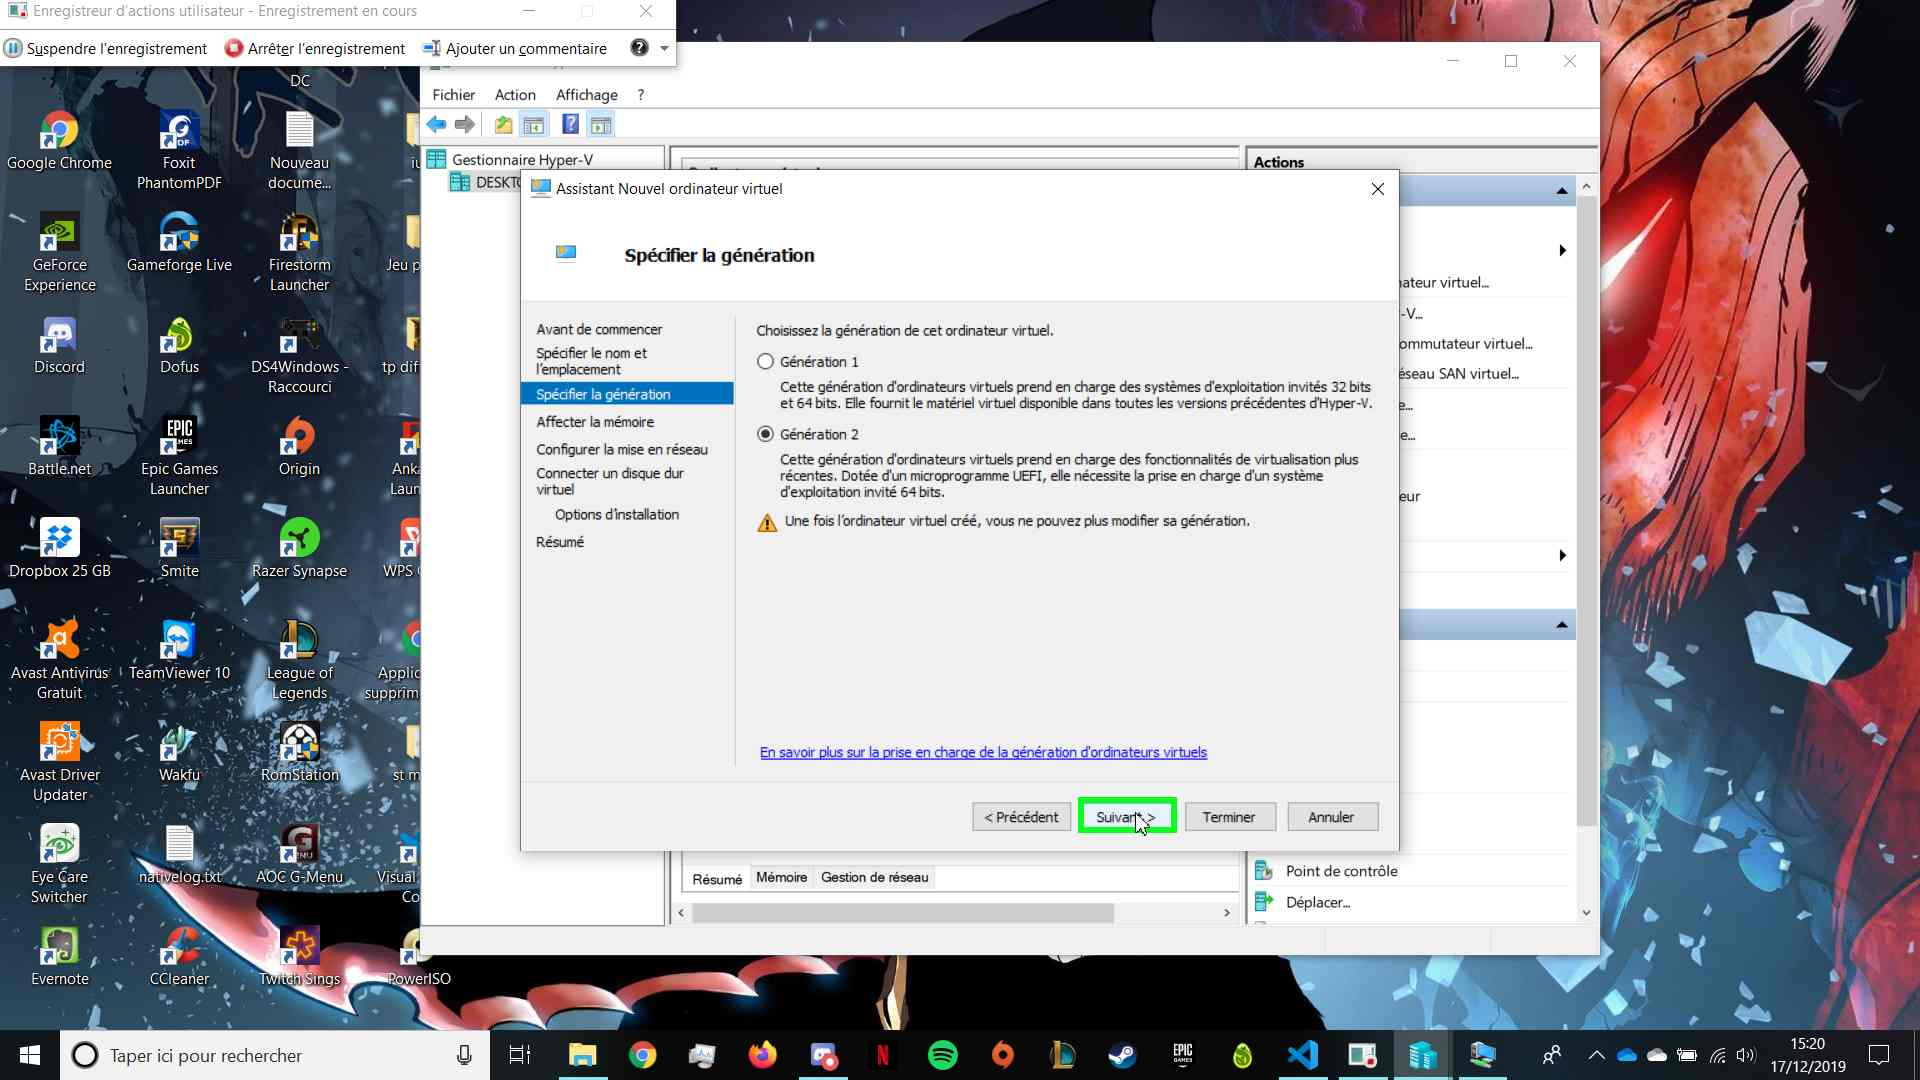 Enregistreur d'actions utilisateur - Enregistrement en cours
Suspendre l'enregistrement
Arrêter l'enregistrement
Ajouter un commentaire
DC
Google Chrome
Foxit
PhantomPDF
Nouveau
docume...
GeForce
Experience
Gameforge Live
Firestorm
Launcher
Jeu p
Discord
Dofus
DS4Windows -
Raccourci
tp dif
Battle.net
Epic Games
Launcher
Origin
Anka
Laun
Dropbox 25 GB
Smite
Razer Synapse
WPS
Avast Antivirus
Gratuit
TeamViewer 10
League of
Legends
Applic
supprim
Avast Driver
Updater
Wakfu
RomStation
st m
Eye Care
Switcher
nativelog.txt
AOC G-Menu
Visual
Co
Evernote
CCleaner
Twitch Sings
PowerISO
Fichier
Action
Affichage
?
Gestionnaire Hyper-V
DESKTO
Actions
Assistant Nouvel ordinateur virtuel
Spécifier la génération
Avant de commencer
Spécifier le nom et
l'emplacement
Spécifier la génération
Affecter la mémoire
Configurer la mise en réseau
Connecter un disque dur
virtuel
Options d'installation
Résumé
Choisissez la génération de cet ordinateur virtuel.
Génération 1
Cette génération d'ordinateurs virtuels prend en charge des systèmes d'exploitation invités 32 bits
et 64 bits. Elle fournit le matériel virtuel disponible dans toutes les versions précédentes d'Hyper-V.
Génération 2
Cette génération d'ordinateurs virtuels prend en charge des fonctionnalités de virtualisation plus
récentes. Dotée d'un microprogramme UEFI, elle nécessite la prise en charge d'un système
d'exploitation invité 64 bits.
Une fois l'ordinateur virtuel créé, vous ne pouvez plus modifier sa génération.
En savoir plus sur la prise en charge de la génération d'ordinateurs virtuels
< Précédent
Suivant >
Terminer
Annuler
ateur virtuel...
-V...
ommutateur virtuel...
éseau SAN virtuel...
e...
e...
eur
Point de contrôle
Déplacer...
Résumé
Mémoire
Gestion de réseau
Taper ici pour rechercher
15:20
17/12/2019